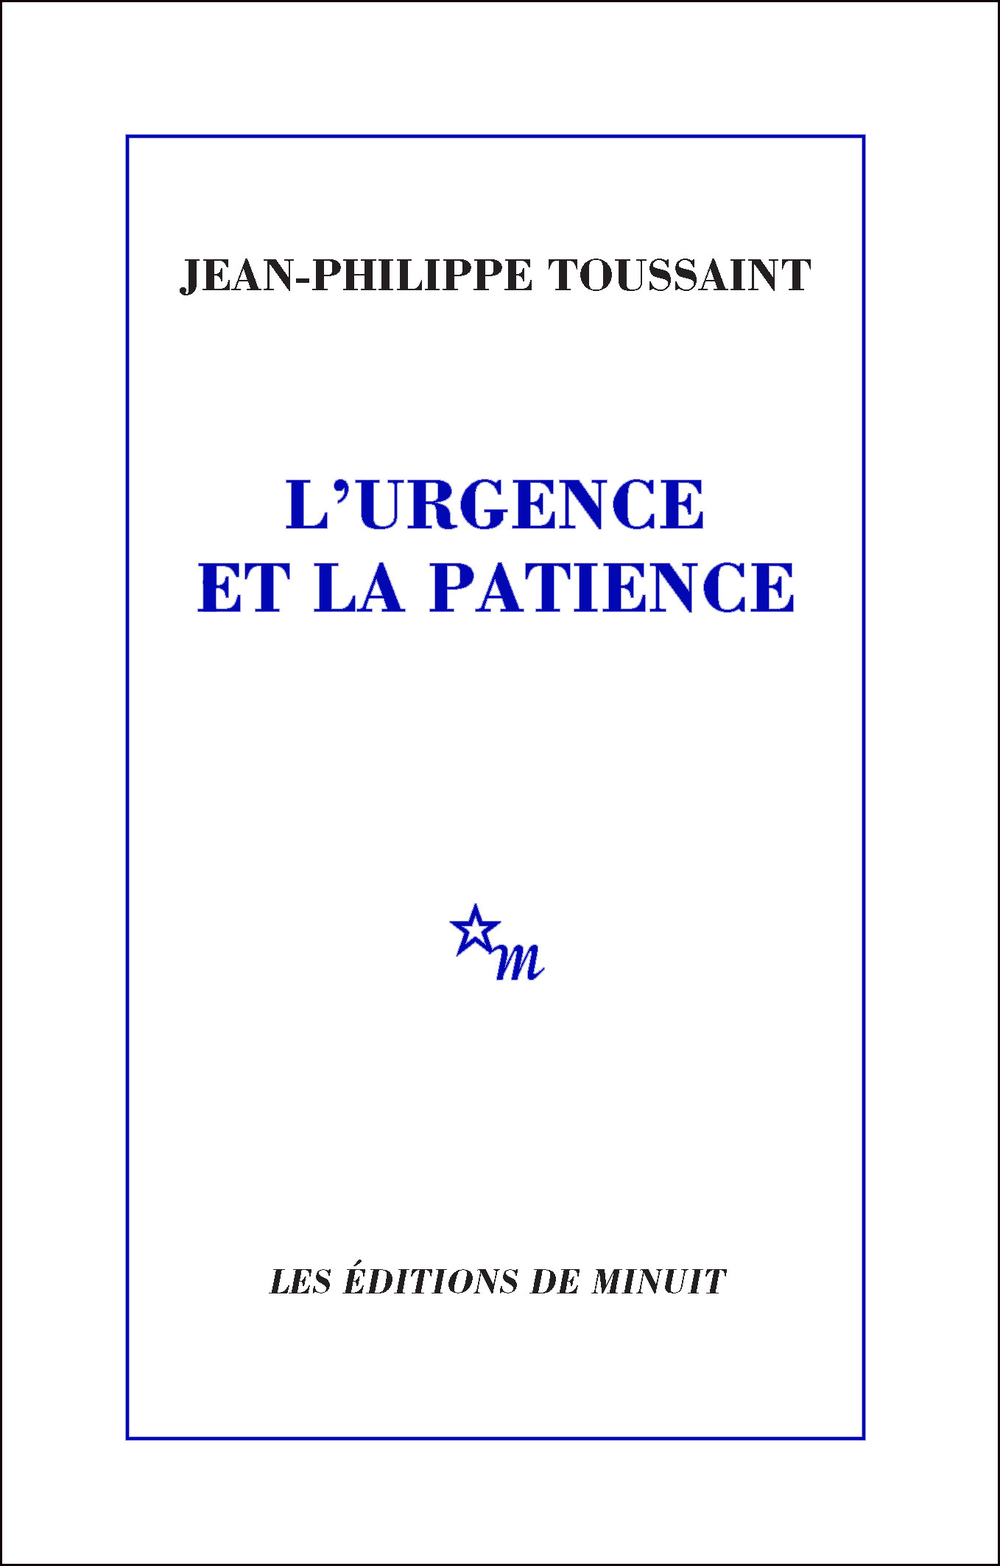 JEAN-PHILIPPE TOUSSAINT
L’URGENCE
ET LA PATIENCE
m
LES ÉDITIONS DE MINUIT